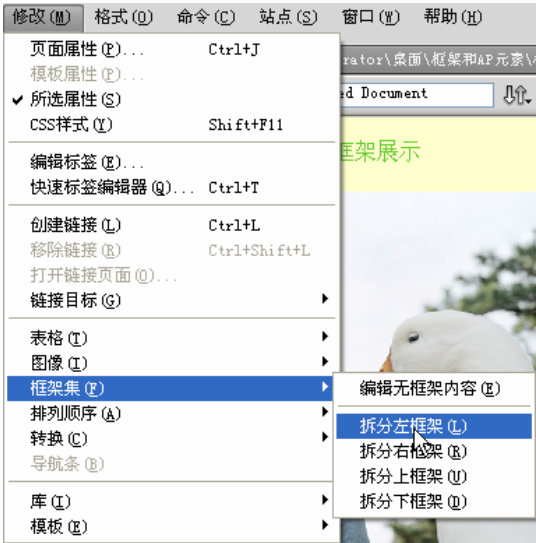 修改(M) 格式(O) 命令(C) 站点(S) 窗口(W) 帮助(H)
页面属性(P)... Ctrl+J
rator\桌面\框架和AP元素\
模板属性(P)...
所选属性(S)
ed Document
CSS样式(Y) Shift+F11
框架展示
编辑标签(E)...
快速标签编辑器(Q)... Ctrl+T
创建链接(L) Ctrl+L
移除链接(R) Ctrl+Shift+L
打开链接页面(O)...
链接目标(G)
表格(T)
图像(I)
框架集(F)
编辑无框架内容(E)
排列顺序(A)
拆分左框架(L)
转换(C)
拆分右框架(R)
导航条(B)
拆分上框架(U)
库(I)
拆分下框架(D)
模板(E)